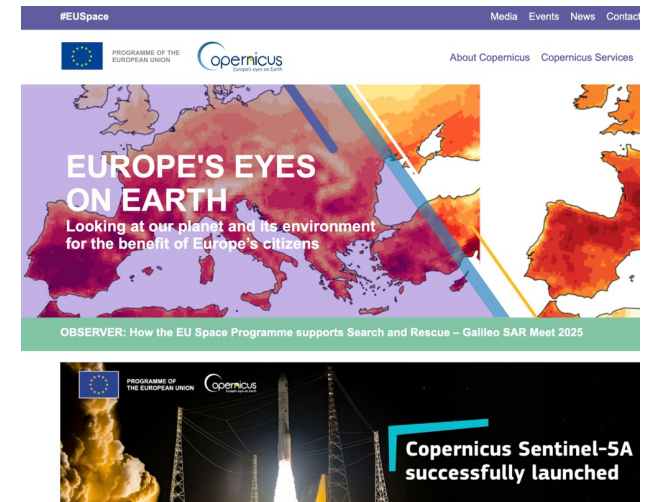 #EUSpace
Media Events News Contact
PROGRAMME OF THE
EUROPEAN UNION
opernicus
Europe's eyes on Earth
About Copernicus Copernicus Services
EUROPE'S EYES
ON EARTH
Looking at our planet and its environment
for the benefit of Europe's citizens
OBSERVER: How the EU Space Programme supports Search and Rescue – Galileo SAR Meet 2025
PROGRAMME OF
THE EUROPEAN UNION
opernicus
Europe's eyes on Earth
Copernicus Sentinel-5A
successfully launched